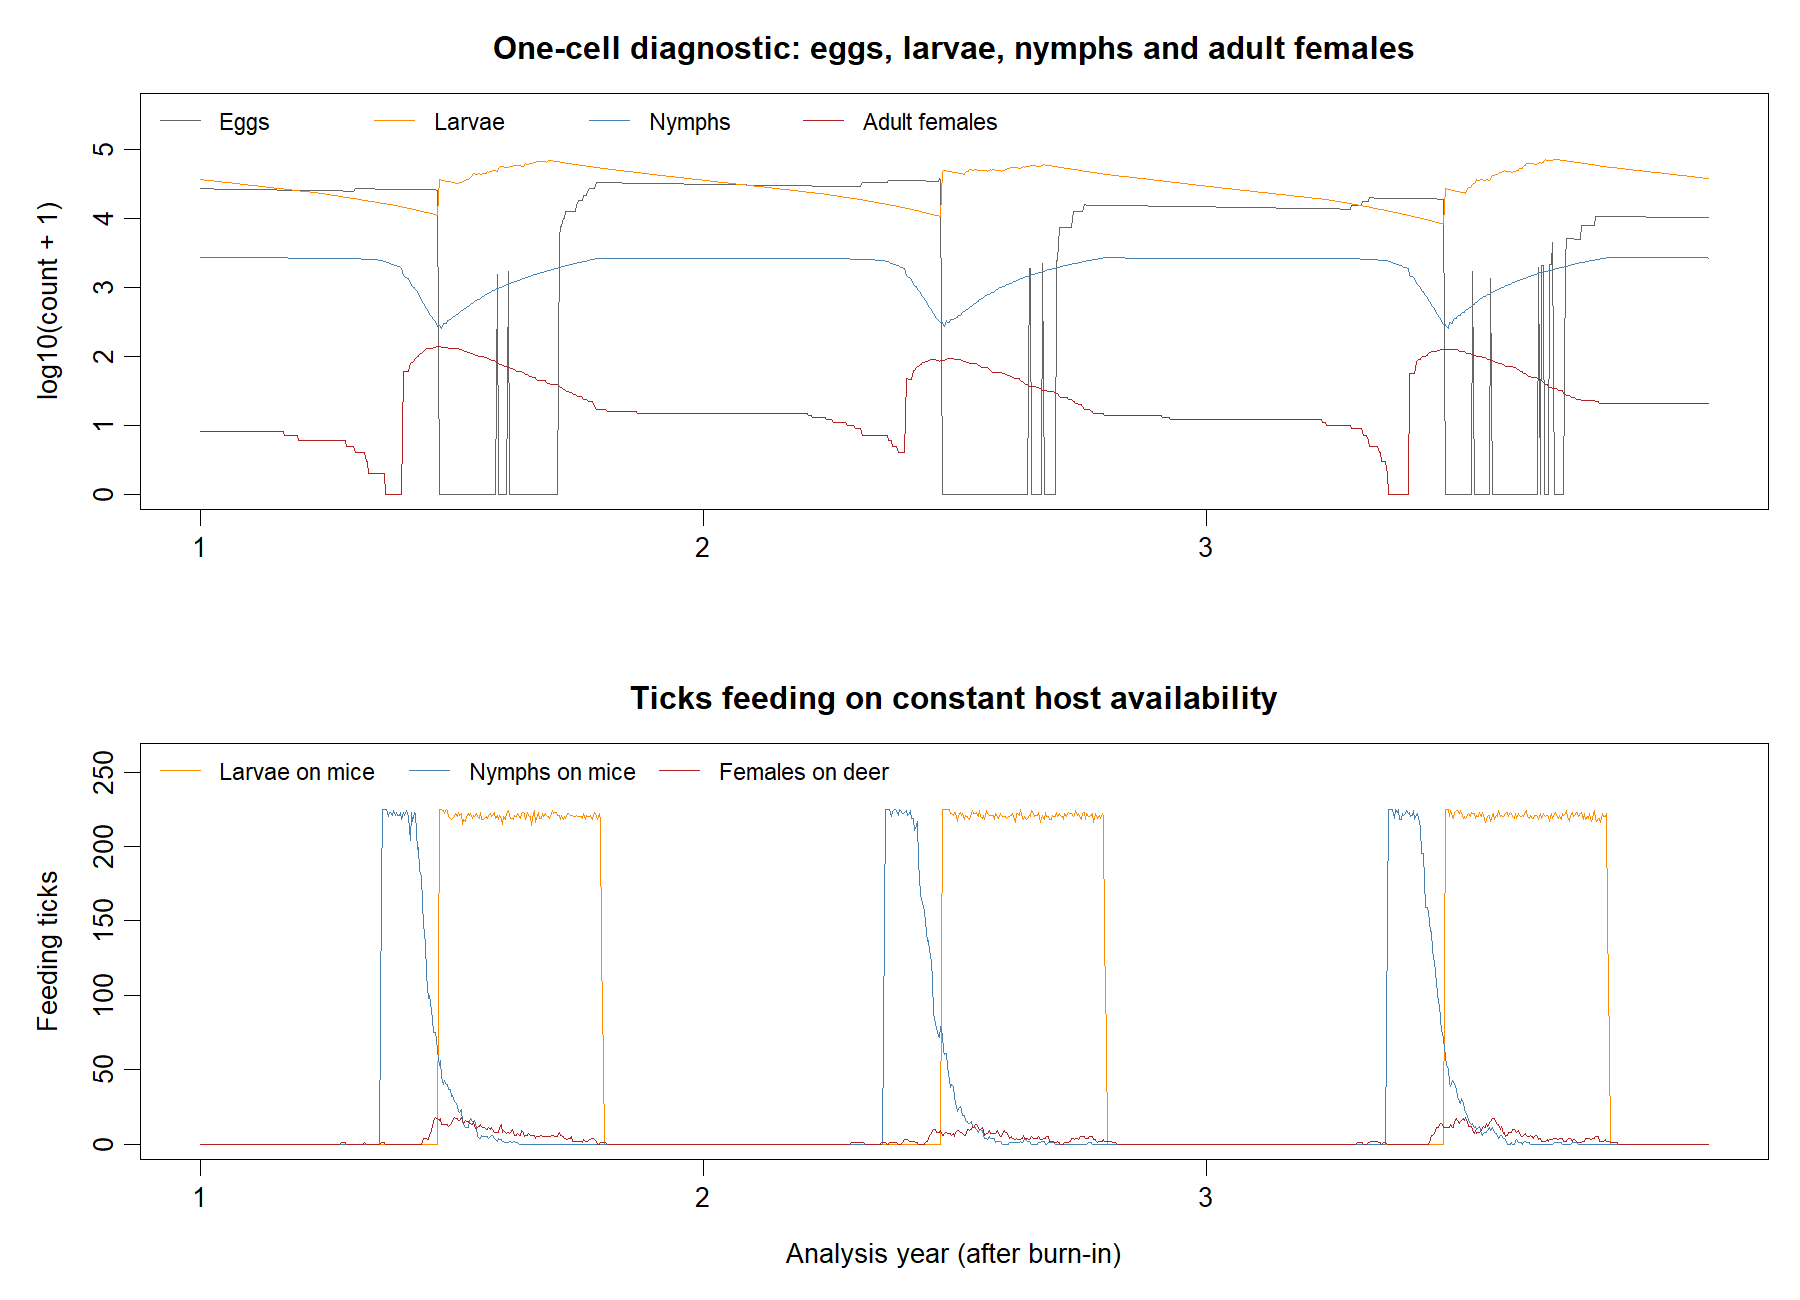 One-cell diagnostic: eggs, larvae, nymphs and adult females
Eggs Larvae Nymphs Adult females
log10(count + 1)
5
4
3
2
1
0
1 2 3
Ticks feeding on constant host availability
Larvae on mice Nymphs on mice Females on deer
Feeding ticks
250
200
150
100
50
0
1 2 3
Analysis year (after burn-in)